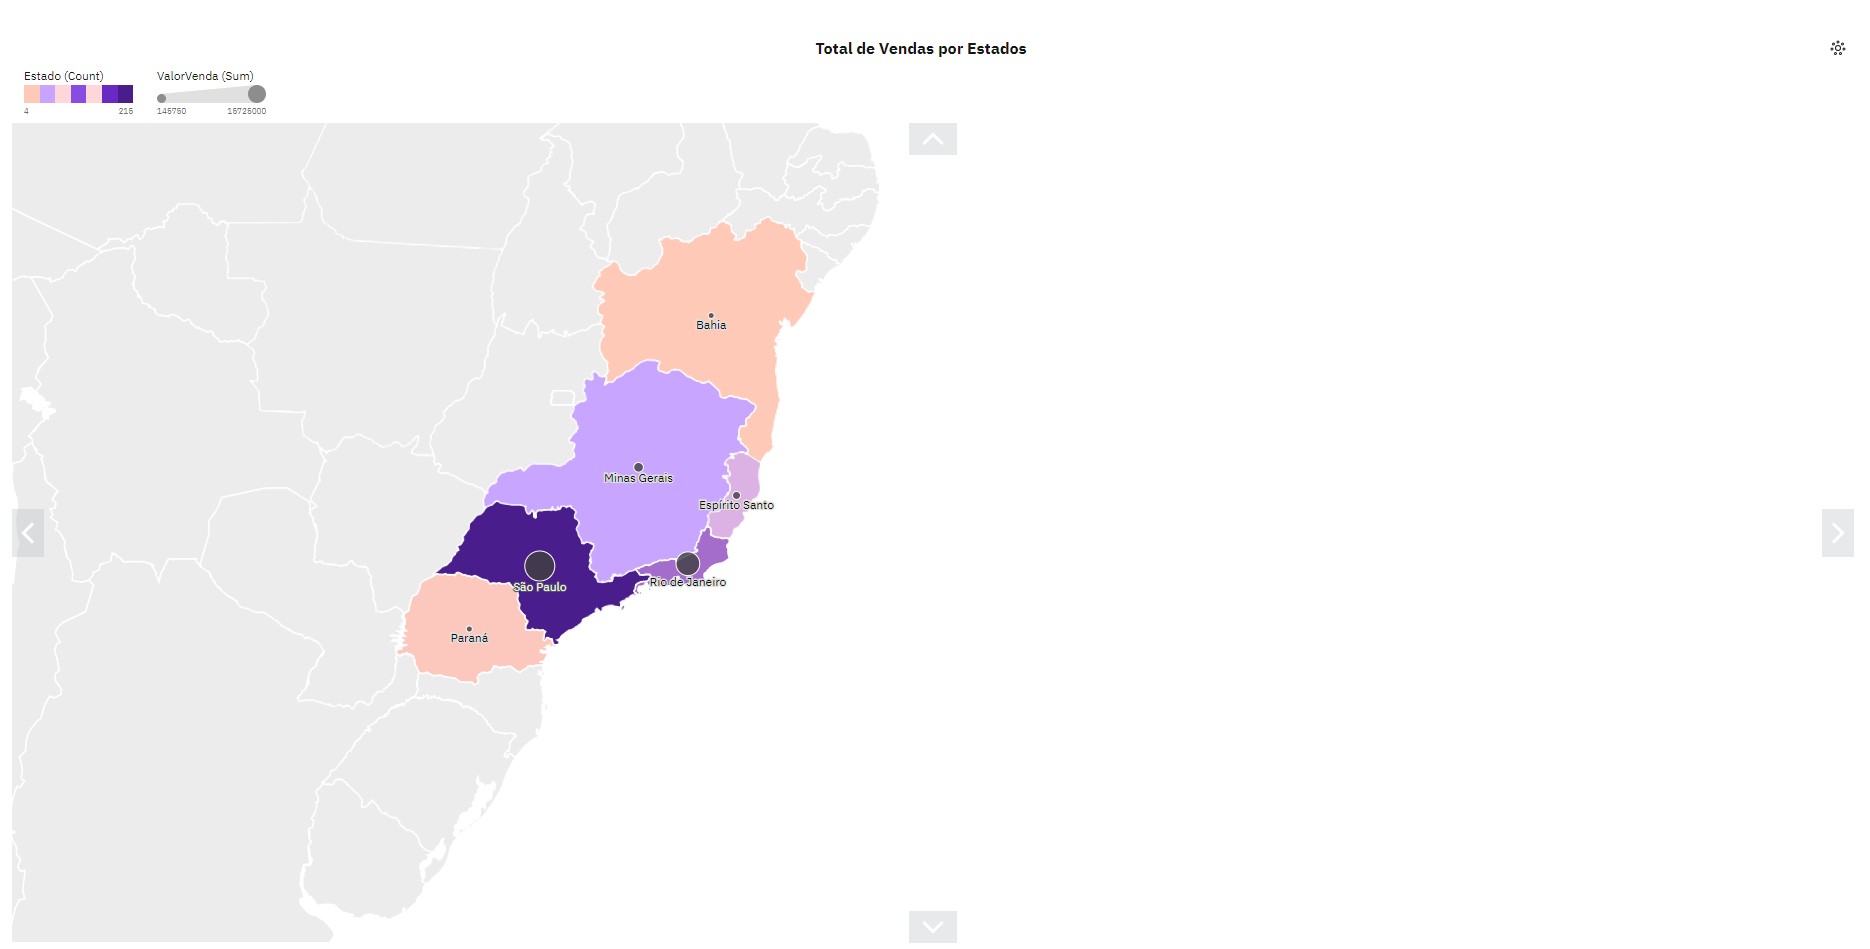 Total de Vendas por Estados
Estado (Count)
ValorVenda (Sum)
4
215
145750
15725000
Bahia
Minas Gerais
Espírito Santo
São Paulo
Rio de Janeiro
Paraná